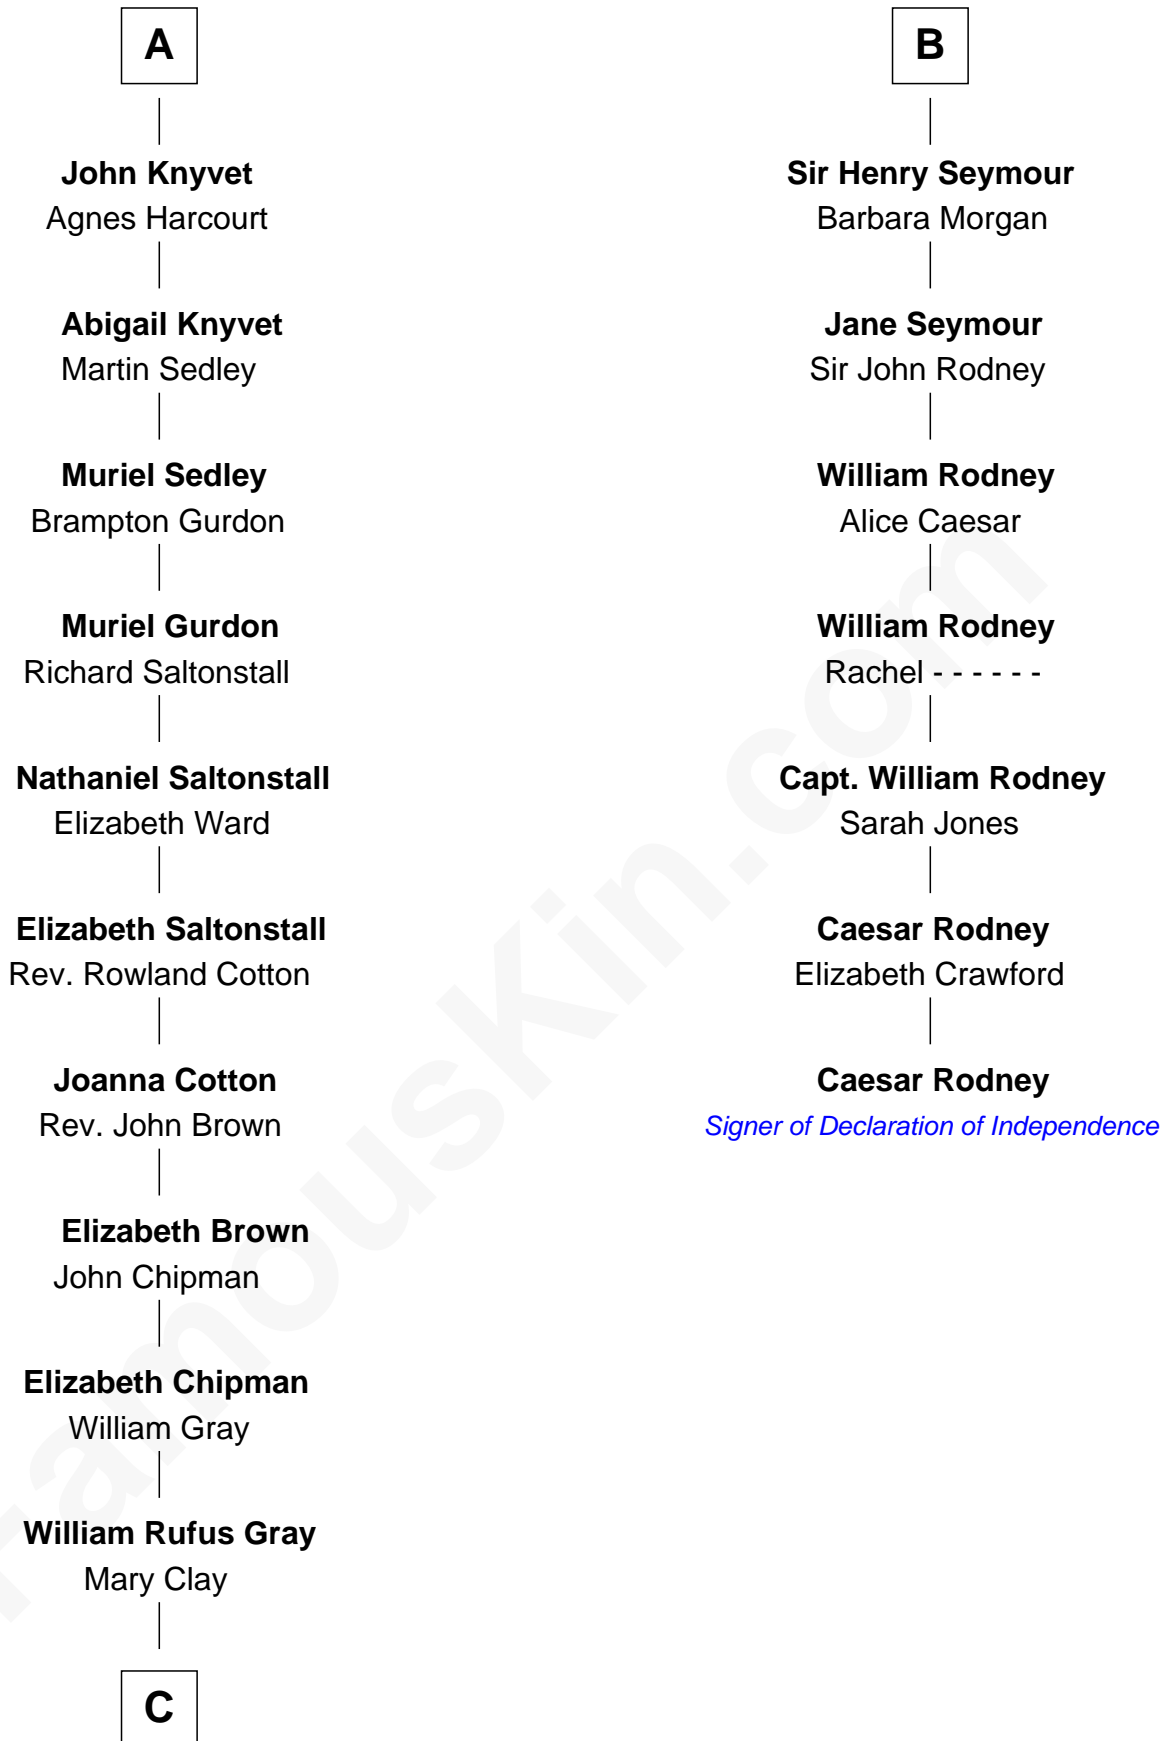 A
John Knyvet
Agnes Harcourt
Abigail Knyvet
Martin Sedley
Muriel Sedley
Brampton Gurdon
Muriel Gurdon
Richard Saltonstall
Nathaniel Saltonstall
Elizabeth Ward
Elizabeth Saltonstall
Rev. Rowland Cotton
Joanna Cotton
Rev. John Brown
Elizabeth Brown
John Chipman
Elizabeth Chipman
William Gray
William Rufus Gray
Mary Clay
C
B
Sir Henry Seymour
Barbara Morgan
Jane Seymour
Sir John Rodney
William Rodney
Alice Caesar
William Rodney
Rachel - - - - - -
Capt. William Rodney
Sarah Jones
Caesar Rodney
Elizabeth Crawford
Caesar Rodney
Signer of Declaration of Independence
FamousKin.com